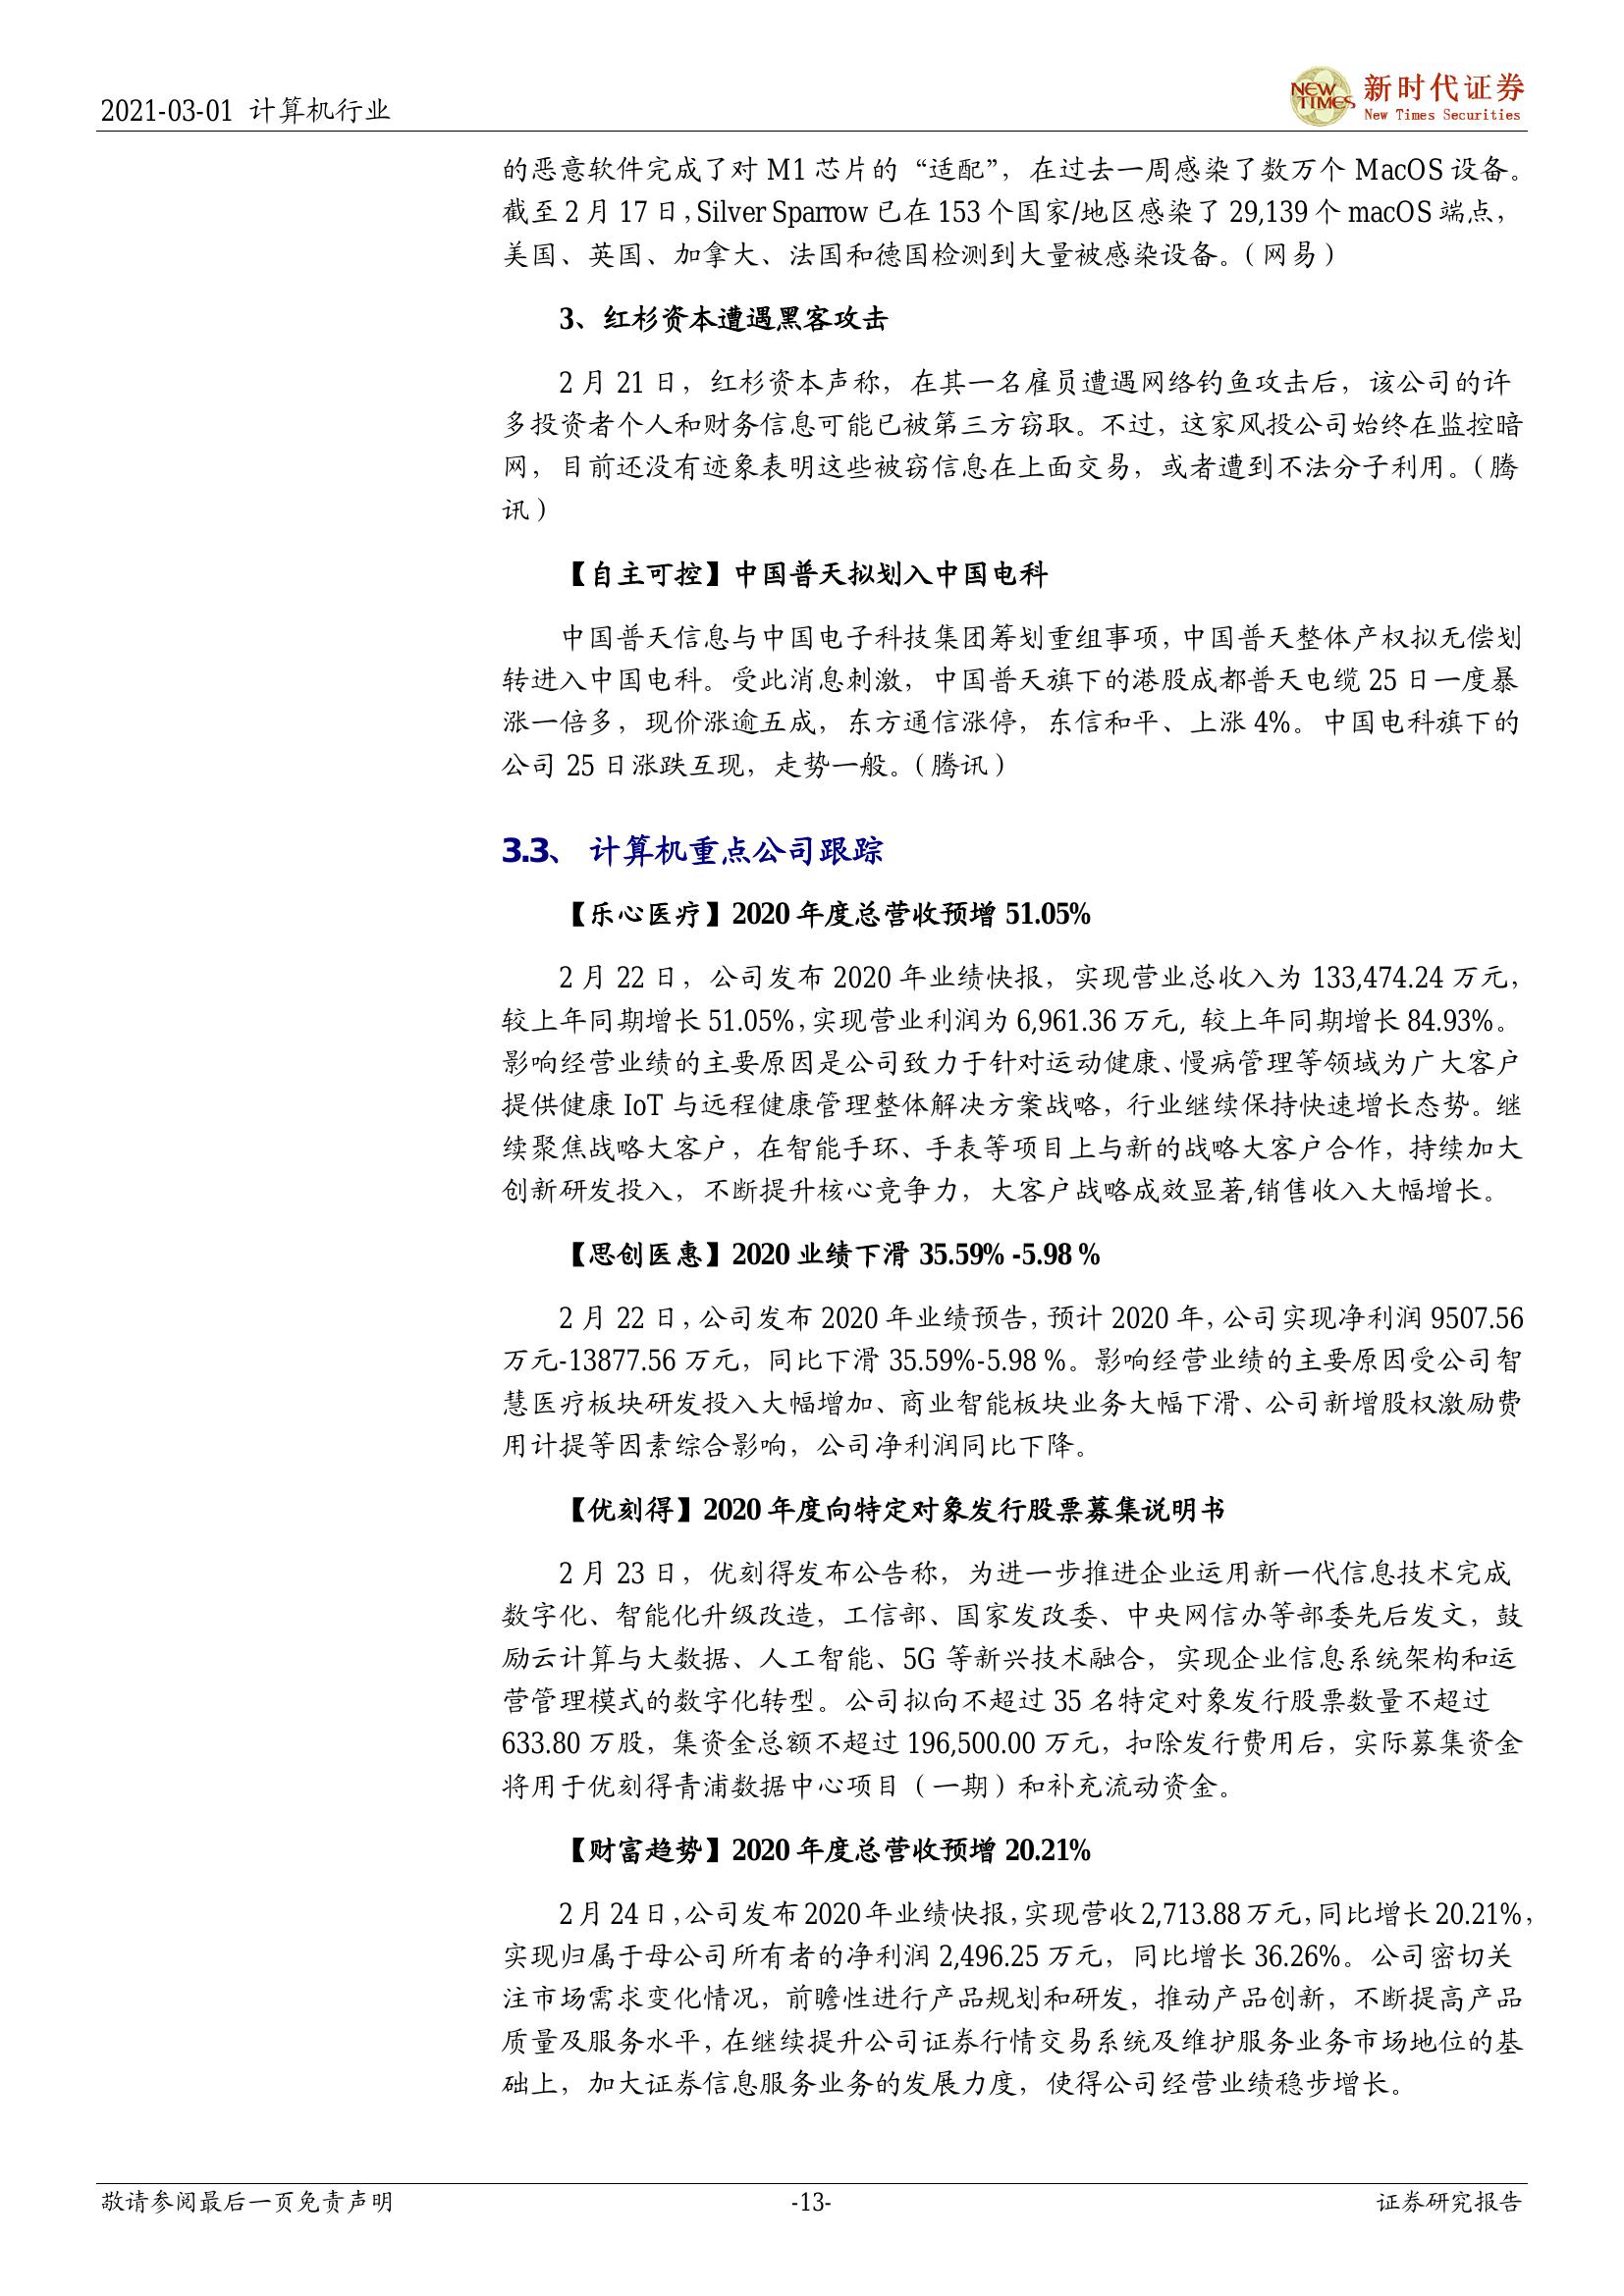 2021-03-01 计算机行业
NEW TIMES
新时代证券
New Times Securities
的恶意软件完成了对 M1 芯片的“适配”，在过去一周感染了数万个 MacOS 设备。
截至 2 月 17 日，Silver Sparrow 已在 153 个国家/地区感染了 29,139 个 macOS 端点，
美国、英国、加拿大、法国和德国检测到大量被感染设备。（网易）
3、红杉资本遭遇黑客攻击
2 月 21 日，红杉资本声称，在其一名雇员遭遇网络钓鱼攻击后，该公司的许
多投资者个人和财务信息可能已被第三方窃取。不过，这家风投公司始终在监控暗
网，目前还没有迹象表明这些被窃信息在上面交易，或者遭到不法分子利用。（腾
讯）
【自主可控】中国普天拟划入中国电科
中国普天信息与中国电子科技集团筹划重组事项，中国普天整体产权拟无偿划
转进入中国电科。受此消息刺激，中国普天旗下的港股成都普天电缆 25 日一度暴
涨一倍多，现价涨逾五成，东方通信涨停，东信和平、上涨 4%。中国电科旗下的
公司 25 日涨跌互现，走势一般。（腾讯）
3.3、 计算机重点公司跟踪
【乐心医疗】2020 年度总营收预增 51.05%
2 月 22 日，公司发布 2020 年业绩快报，实现营业总收入为 133,474.24 万元，
较上年同期增长 51.05%，实现营业利润为 6,961.36 万元, 较上年同期增长 84.93%。
影响经营业绩的主要原因是公司致力于针对运动健康、慢病管理等领域为广大客户
提供健康 IoT 与远程健康管理整体解决方案战略，行业继续保持快速增长态势。继
续聚焦战略大客户，在智能手环、手表等项目上与新的战略大客户合作，持续加大
创新研发投入，不断提升核心竞争力，大客户战略成效显著,销售收入大幅增长。
【思创医惠】2020 业绩下滑 35.59% -5.98 %
2 月 22 日，公司发布 2020 年业绩预告，预计 2020 年，公司实现净利润 9507.56
万元-13877.56 万元，同比下滑 35.59%-5.98 %。影响经营业绩的主要原因受公司智
慧医疗板块研发投入大幅增加、商业智能板块业务大幅下滑、公司新增股权激励费
用计提等因素综合影响，公司净利润同比下降。
【优刻得】2020 年度向特定对象发行股票募集说明书
2 月 23 日，优刻得发布公告称，为进一步推进企业运用新一代信息技术完成
数字化、智能化升级改造，工信部、国家发改委、中央网信办等部委先后发文，鼓
励云计算与大数据、人工智能、5G 等新兴技术融合，实现企业信息系统架构和运
营管理模式的数字化转型。公司拟向不超过 35 名特定对象发行股票数量不超过
633.80 万股，集资金总额不超过 196,500.00 万元，扣除发行费用后，实际募集资金
将用于优刻得青浦数据中心项目（一期）和补充流动资金。
【财富趋势】2020 年度总营收预增 20.21%
2 月 24 日，公司发布 2020 年业绩快报，实现营收 2,713.88 万元，同比增长 20.21%，
实现归属于母公司所有者的净利润 2,496.25 万元，同比增长 36.26%。公司密切关
注市场需求变化情况，前瞻性进行产品规划和研发，推动产品创新，不断提高产品
质量及服务水平，在继续提升公司证券行情交易系统及维护服务业务市场地位的基
础上，加大证券信息服务业务的发展力度，使得公司经营业绩稳步增长。
敬请参阅最后一页免责声明
-13-
证券研究报告